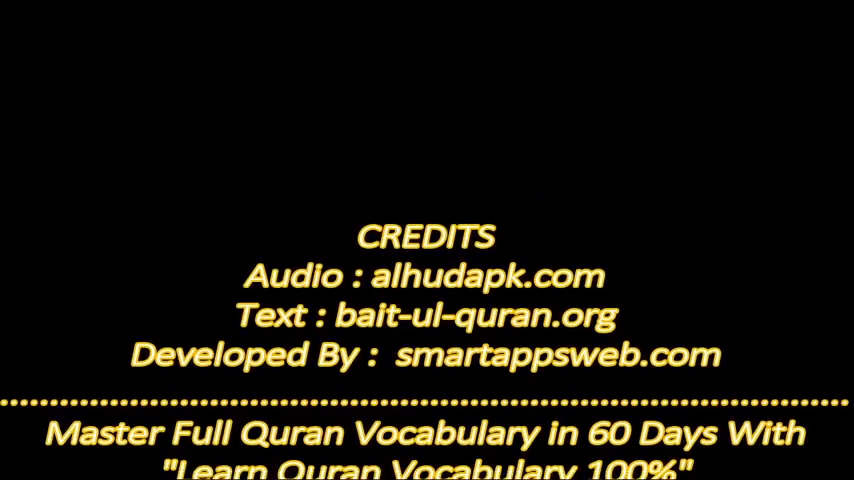 CREDITS
Audio : alhudapk.com
Text : bait-ul-quran.org
Developed By :  smartappsweb.com
Master Full Quran Vocabulary in 60 Days With
"Learn Quran Vocabulary 100%"